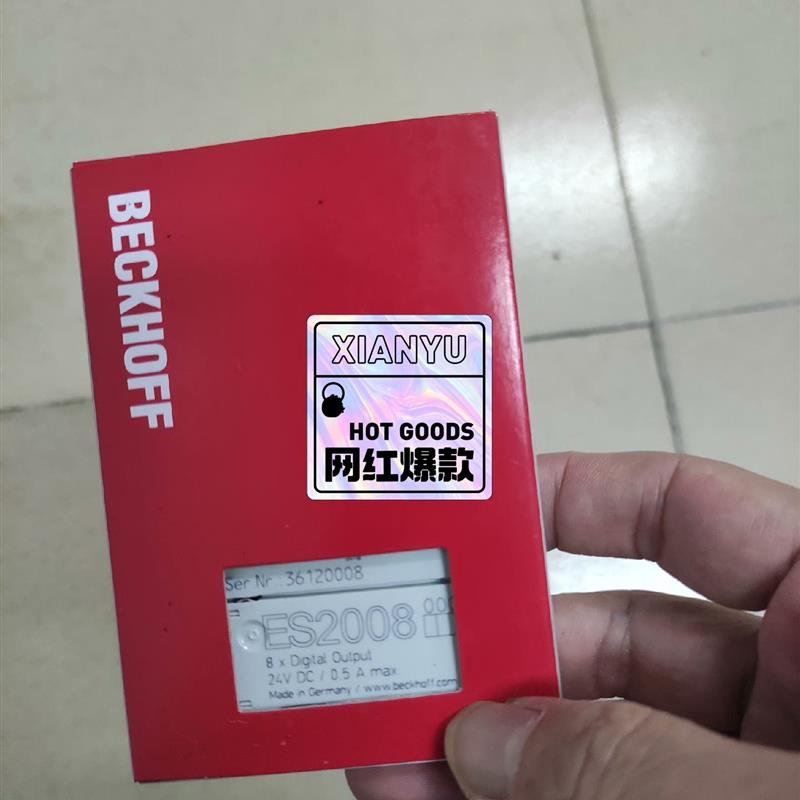 BECKHOFF
XIANYU
HOT GOODS
网红爆款
Ser Nr.: 36120008
ES2008
8 x Digital Output
24V DC / 0.5 A max.
Made in Germany / www.beckhoff.com